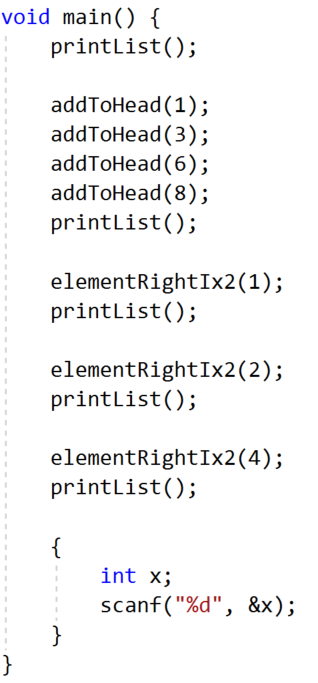 void main() {
printList();
addToHead(1);
addToHead(3);
addToHead(6);
addToHead(8);
printList();
elementRightIx2(1);
printList();
elementRightIx2(2);
printList();
elementRightIx2(4);
printList();
{
int x;
scanf("%d", &x);
}
}